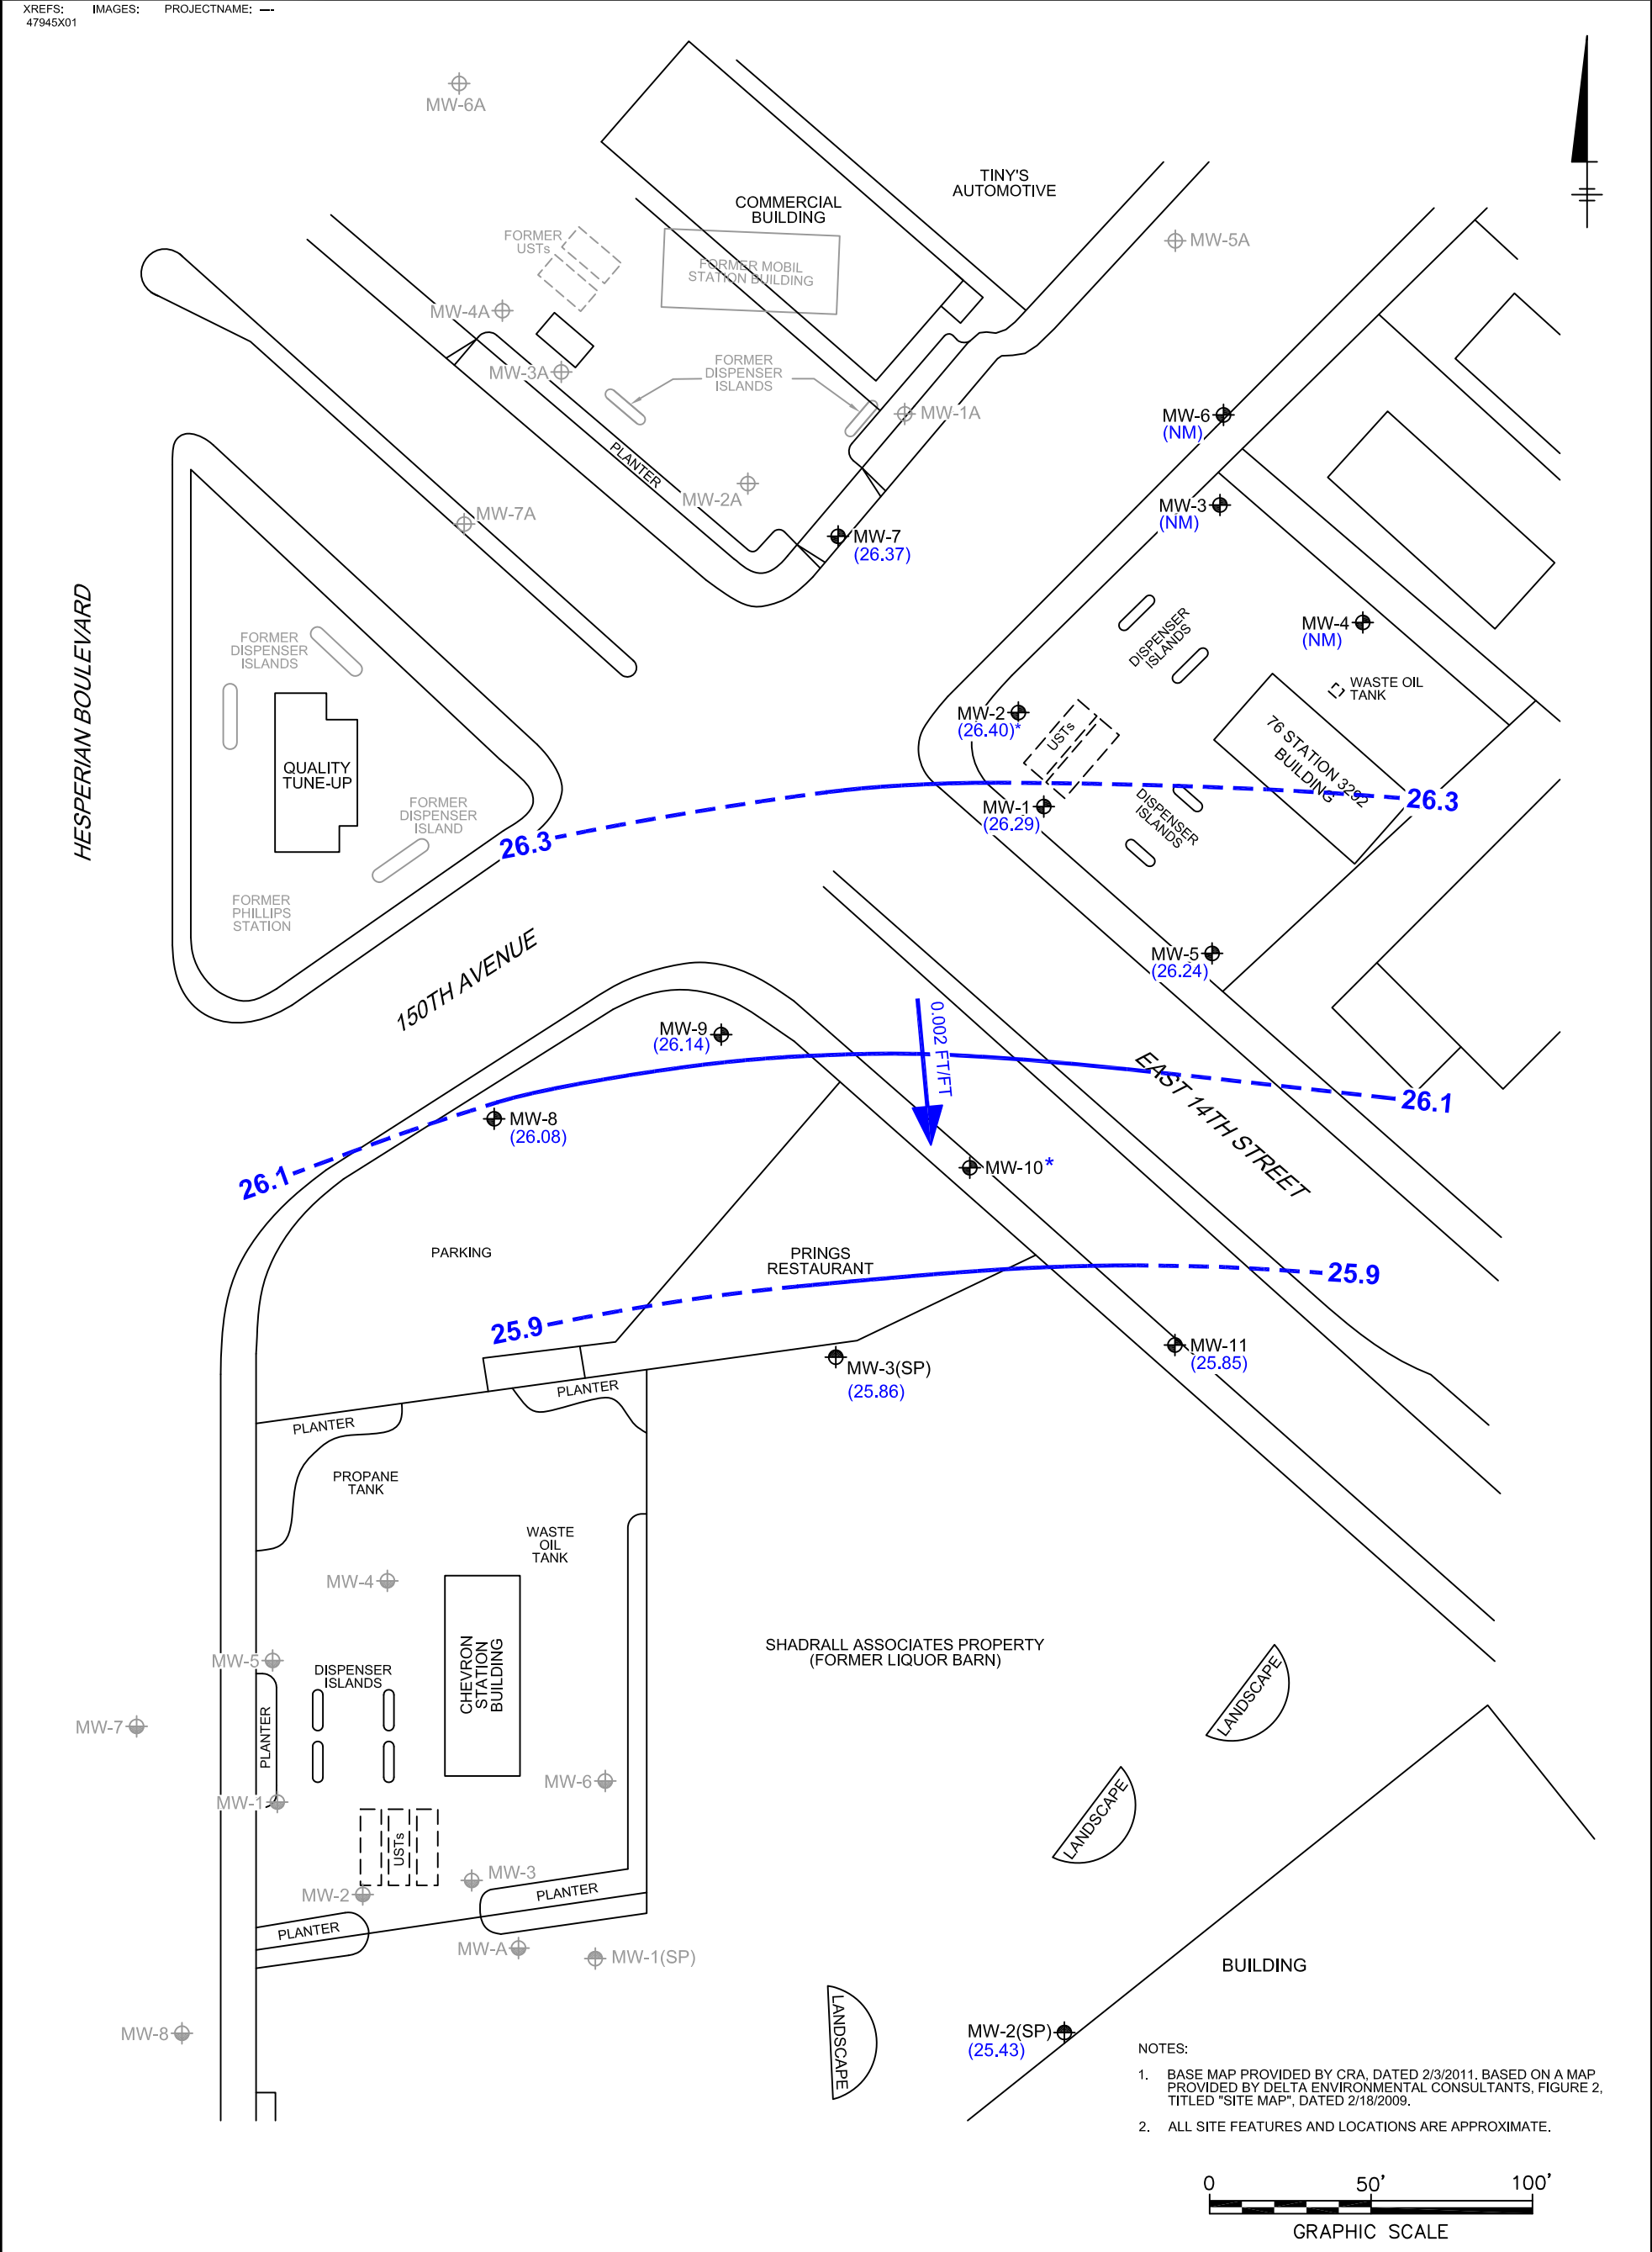 XREFS: IMAGES: PROJECTNAME: ----
47945X01
MW-6A
TINY'S
AUTOMOTIVE
COMMERCIAL
BUILDING
FORMER
USTs
FORMER MOBIL
STATION BUILDING
MW-5A
MW-4A
MW-3A
FORMER
DISPENSER
ISLANDS
MW-1A
MW-6
(NM)
PLANTER
MW-2A
MW-3
(NM)
MW-7A
MW-7
(26.37)
HESPERIAN BOULEVARD
FORMER
DISPENSER
ISLANDS
DISPENSER
ISLANDS
MW-4
(NM)
WASTE OIL
TANK
MW-2
(26.40)*
USTs
76 STATION 3292
BUILDING
QUALITY
TUNE-UP
FORMER
DISPENSER
ISLAND
MW-1
(26.29)
DISPENSER
ISLANDS
26.3
26.3
FORMER
PHILLIPS
STATION
150TH AVENUE
MW-5
(26.24)
MW-9
(26.14)
0.002 FT/FT
EAST 14TH STREET
26.1
MW-8
(26.08)
26.1
MW-10*
PARKING
PRINGS
RESTAURANT
25.9
25.9
MW-11
(25.85)
MW-3(SP)
(25.86)
PLANTER
PLANTER
PROPANE
TANK
WASTE
OIL
TANK
MW-4
CHEVRON
STATION
BUILDING
SHADRALL ASSOCIATES PROPERTY
(FORMER LIQUOR BARN)
MW-5
DISPENSER
ISLANDS
LANDSCAPE
MW-7
PLANTER
MW-6
MW-1
LANDSCAPE
USTs
MW-3
MW-2
PLANTER
PLANTER
MW-A
MW-1(SP)
BUILDING
LANDSCAPE
MW-8
MW-2(SP)
(25.43)
NOTES:
1. BASE MAP PROVIDED BY CRA, DATED 2/3/2011. BASED ON A MAP
PROVIDED BY DELTA ENVIRONMENTAL CONSULTANTS, FIGURE 2,
TITLED "SITE MAP", DATED 2/18/2009.
2. ALL SITE FEATURES AND LOCATIONS ARE APPROXIMATE.
0 50' 100'
GRAPHIC SCALE